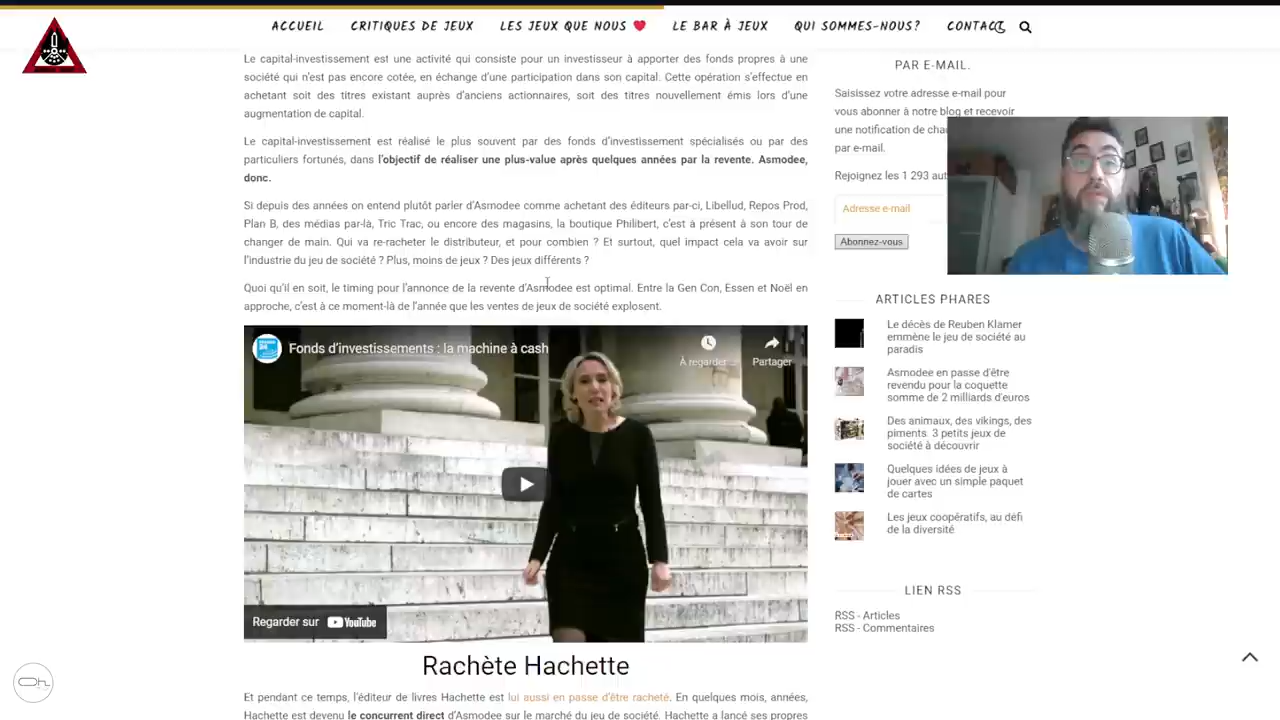 ACCUEIL CRITIQUES DE JEUX LES JEUX QUE NOUS LE BAR À JEUX QUI SOMMES-NOUS? CONTACT
Le capital-investissement est une activité qui consiste pour un investisseur à apporter des fonds propres à une
société qui n'est pas encore cotée, en échange d'une participation dans son capital. Cette opération s'effectue en
achetant soit des titres existant auprès d'anciens actionnaires, soit des titres nouvellement émis lors d'une
augmentation de capital.
Le capital-investissement est réalisé le plus souvent par des fonds d'investissement spécialisés ou par des
particuliers fortunés, dans l'objectif de réaliser une plus-value après quelques années par la revente. Asmodee,
donc.
Si depuis des années on entend plutôt parler d'Asmodee comme achetant des éditeurs par-ci, Libellud, Repos Prod,
Plan B, des médias par-là, Tric Trac, ou encore des magasins, la boutique Philibert, c'est à présent à son tour de
changer de main. Qui va re-racheter le distributeur, et pour combien ? Et surtout, quel impact cela va avoir sur
l'industrie du jeu de société ? Plus, moins de jeux ? Des jeux différents ?
Quoi qu'il en soit, le timing pour l'annonce de la revente d'Asmodee est optimal. Entre la Gen Con, Essen et Noël en
approche, c'est à ce moment-là de l'année que les ventes de jeux de société explosent.
Fonds d'investissements : la machine à cash
À regarder ...
Partager
Regarder sur YouTube
Rachète Hachette
Et pendant ce temps, l'éditeur de livres Hachette est lui aussi en passe d'être racheté. En quelques mois, années,
Hachette est devenu le concurrent direct d'Asmodee sur le marché du jeu de société. Hachette a lancé ses propres
PAR E-MAIL.
Saisissez votre adresse e-mail pour
vous abonner à notre blog et recevoir
une notification de
par e-mail.
Rejoignez les 1 293
Adresse e-mail
Abonnez-vous
ARTICLES PHARES
Le décès de Reuben Klamer
emmène le jeu de société au
paradis
Asmodee en passe d'être
revendu pour la coquette
somme de 2 milliards d'euros
Des animaux, des vikings, des
piments. 3 petits jeux de
société à découvrir
Quelques idées de jeux à
jouer avec un simple paquet
de cartes
Les jeux coopératifs, au défi
de la diversité
LIEN RSS
RSS - Articles
RSS - Commentaires